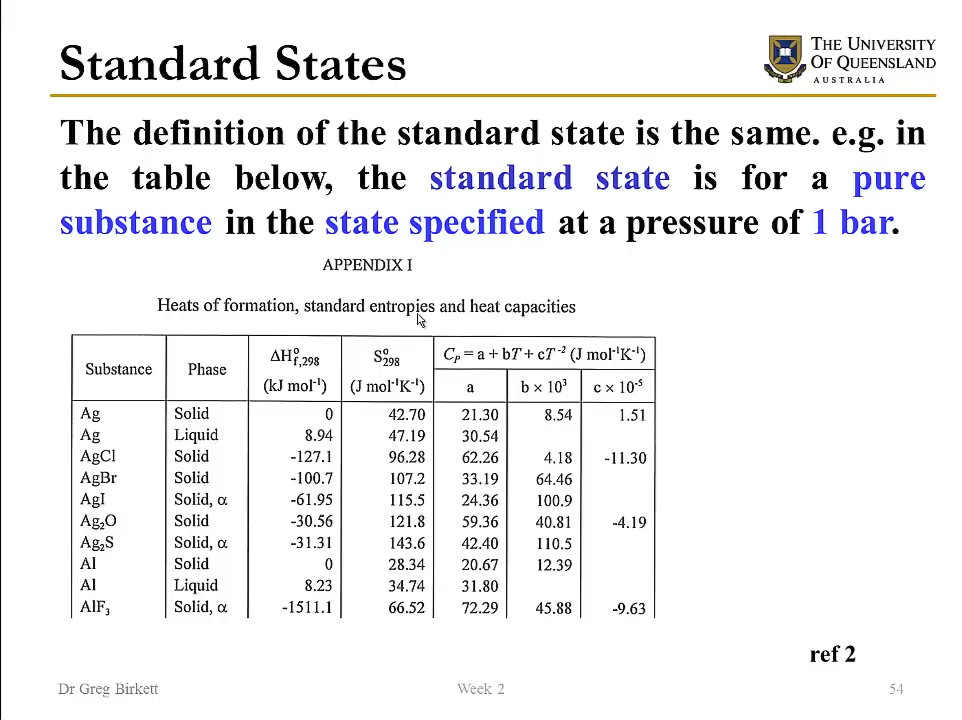 Standard States
THE UNIVERSITY
OF QUEENSLAND
AUSTRALIA
The definition of the standard state is the same. e.g. in
the table below, the standard state is for a pure
substance in the state specified at a pressure of 1 bar.
APPENDIX I
Heats of formation, standard entropies and heat capacities
Substance Phase ΔH°f,298 (kJ mol⁻¹) S°298 (J mol⁻¹K⁻¹) CP = a + bT + cT⁻² (J mol⁻¹K⁻¹)
a b × 10³ c × 10⁻⁵
Ag Solid 0 42.70 21.30 8.54 1.51
Ag Liquid 8.94 47.19 30.54
AgCl Solid -127.1 96.28 62.26 4.18 -11.30
AgBr Solid -100.7 107.2 33.19 64.46
AgI Solid, α -61.95 115.5 24.36 100.9
Ag₂O Solid -30.56 121.8 59.36 40.81 -4.19
Ag₂S Solid, α -31.31 143.6 42.40 110.5
Al Solid 0 28.34 20.67 12.39
Al Liquid 8.23 34.74 31.80
AlF₃ Solid, α -1511.1 66.52 72.29 45.88 -9.63
ref 2
Dr Greg Birkett Week 2 54